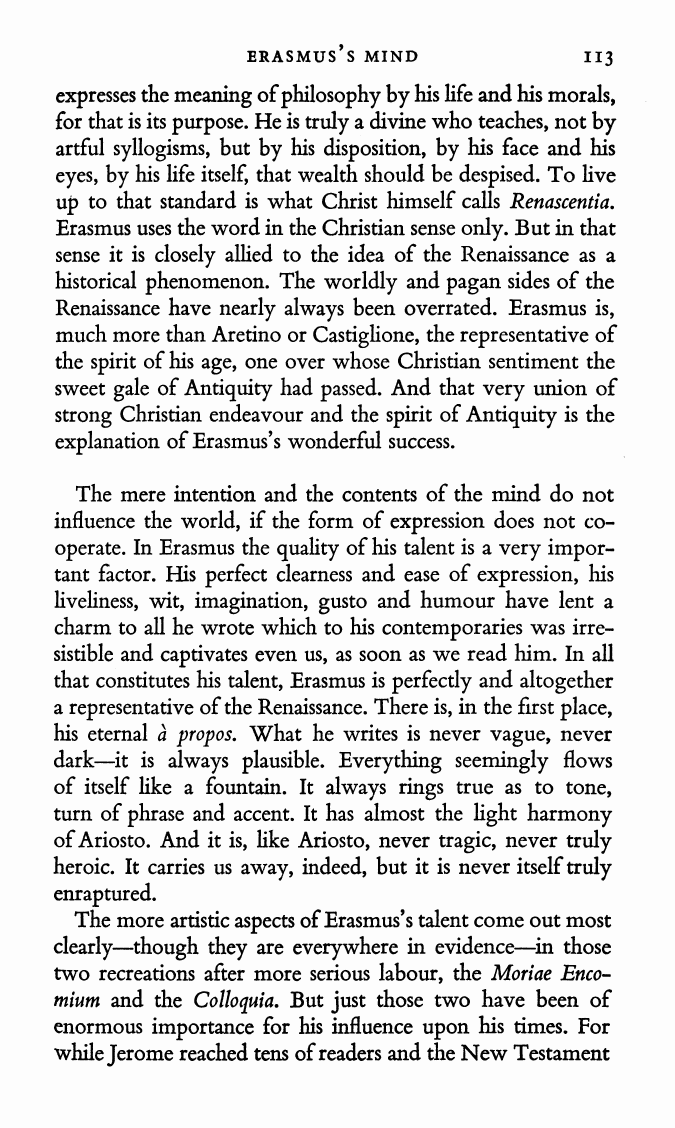 ERASMUS'S MIND 113
expresses the meaning of philosophy by his life and his morals,
for that is its purpose. He is truly a divine who teaches, not by
artful syllogisms, but by his disposition, by his face and his
eyes, by his life itself, that wealth should be despised. To live
up to that standard is what Christ himself calls Renascentia.
Erasmus uses the word in the Christian sense only. But in that
sense it is closely allied to the idea of the Renaissance as a
historical phenomenon. The worldly and pagan sides of the
Renaissance have nearly always been overrated. Erasmus is,
much more than Aretino or Castiglione, the representative of
the spirit of his age, one over whose Christian sentiment the
sweet gale of Antiquity had passed. And that very union of
strong Christian endeavour and the spirit of Antiquity is the
explanation of Erasmus's wonderful success.
The mere intention and the contents of the mind do not
influence the world, if the form of expression does not co-
operate. In Erasmus the quality of his talent is a very impor-
tant factor. His perfect clearness and ease of expression, his
liveliness, wit, imagination, gusto and humour have lent a
charm to all he wrote which to his contemporaries was irre-
sistible and captivates even us, as soon as we read him. In all
that constitutes his talent, Erasmus is perfectly and altogether
a representative of the Renaissance. There is, in the first place,
his eternal à propos. What he writes is never vague, never
dark—it is always plausible. Everything seemingly flows
of itself like a fountain. It always rings true as to tone,
turn of phrase and accent. It has almost the light harmony
of Ariosto. And it is, like Ariosto, never tragic, never truly
heroic. It carries us away, indeed, but it is never itself truly
enraptured.
The more artistic aspects of Erasmus's talent come out most
clearly—though they are everywhere in evidence—in those
two recreations after more serious labour, the Moriae Enco-
mium and the Colloquia. But just those two have been of
enormous importance for his influence upon his times. For
while Jerome reached tens of readers and the New Testament